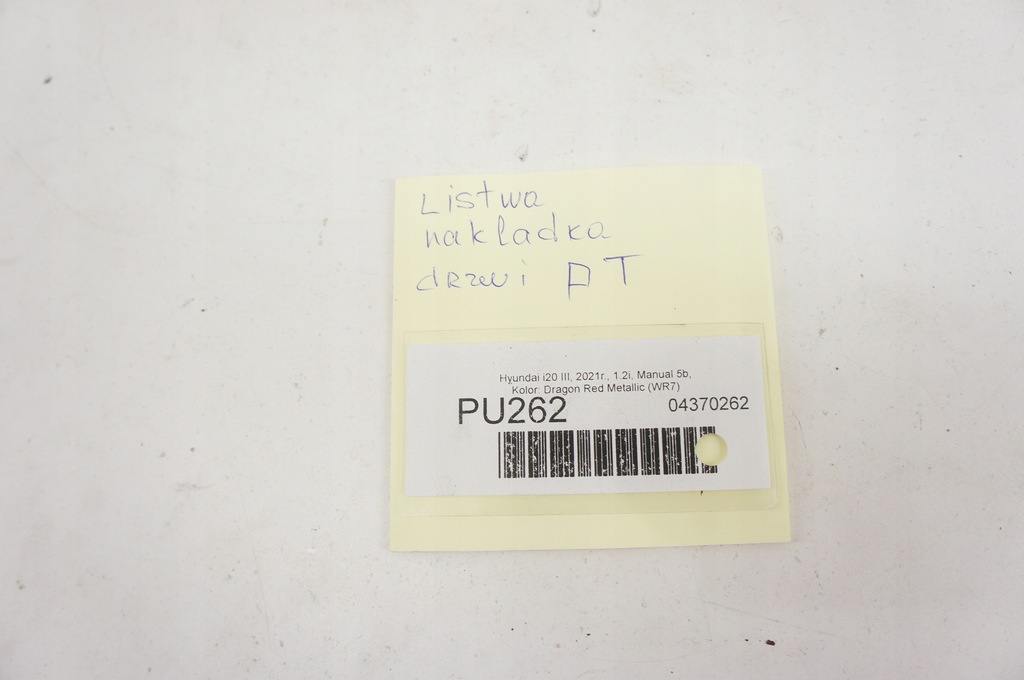 Listwa
nakladka
drzwi PT
Hyundai i20 III, 2021r., 1.2i, Manual 5b,
Kolor: Dragon Red Metallic (WR7)
PU262 04370262